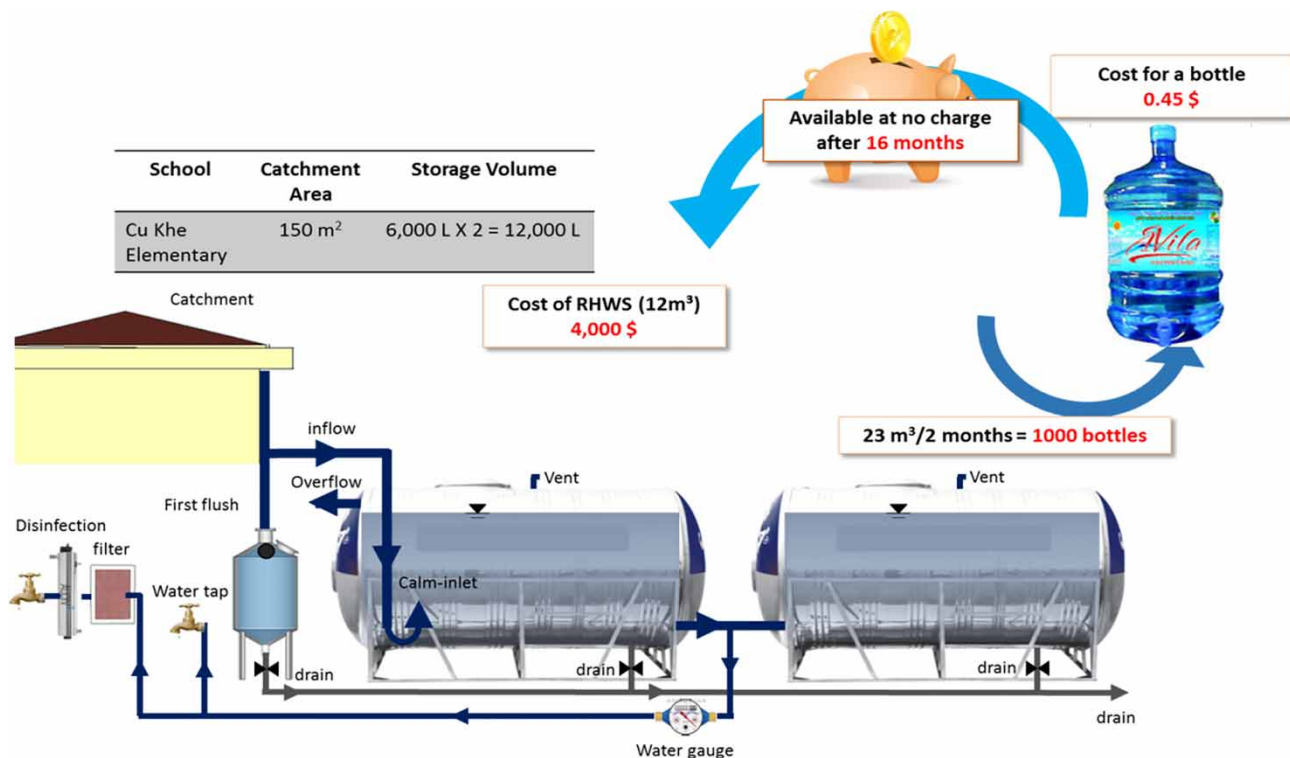 Cost for a bottle
0.45 $
Available at no charge
after 16 months
School
Catchment
Area
Storage Volume
Cu Khe
Elementary
150 m²
6,000 L X 2 = 12,000 L
Cost of RHWS (12m³)
4,000 $
23 m³/2 months = 1000 bottles
Catchment
inflow
Overflow
Vent
Vent
First flush
Disinfection
filter
Water tap
Calm-inlet
drain
drain
drain
drain
Water gauge